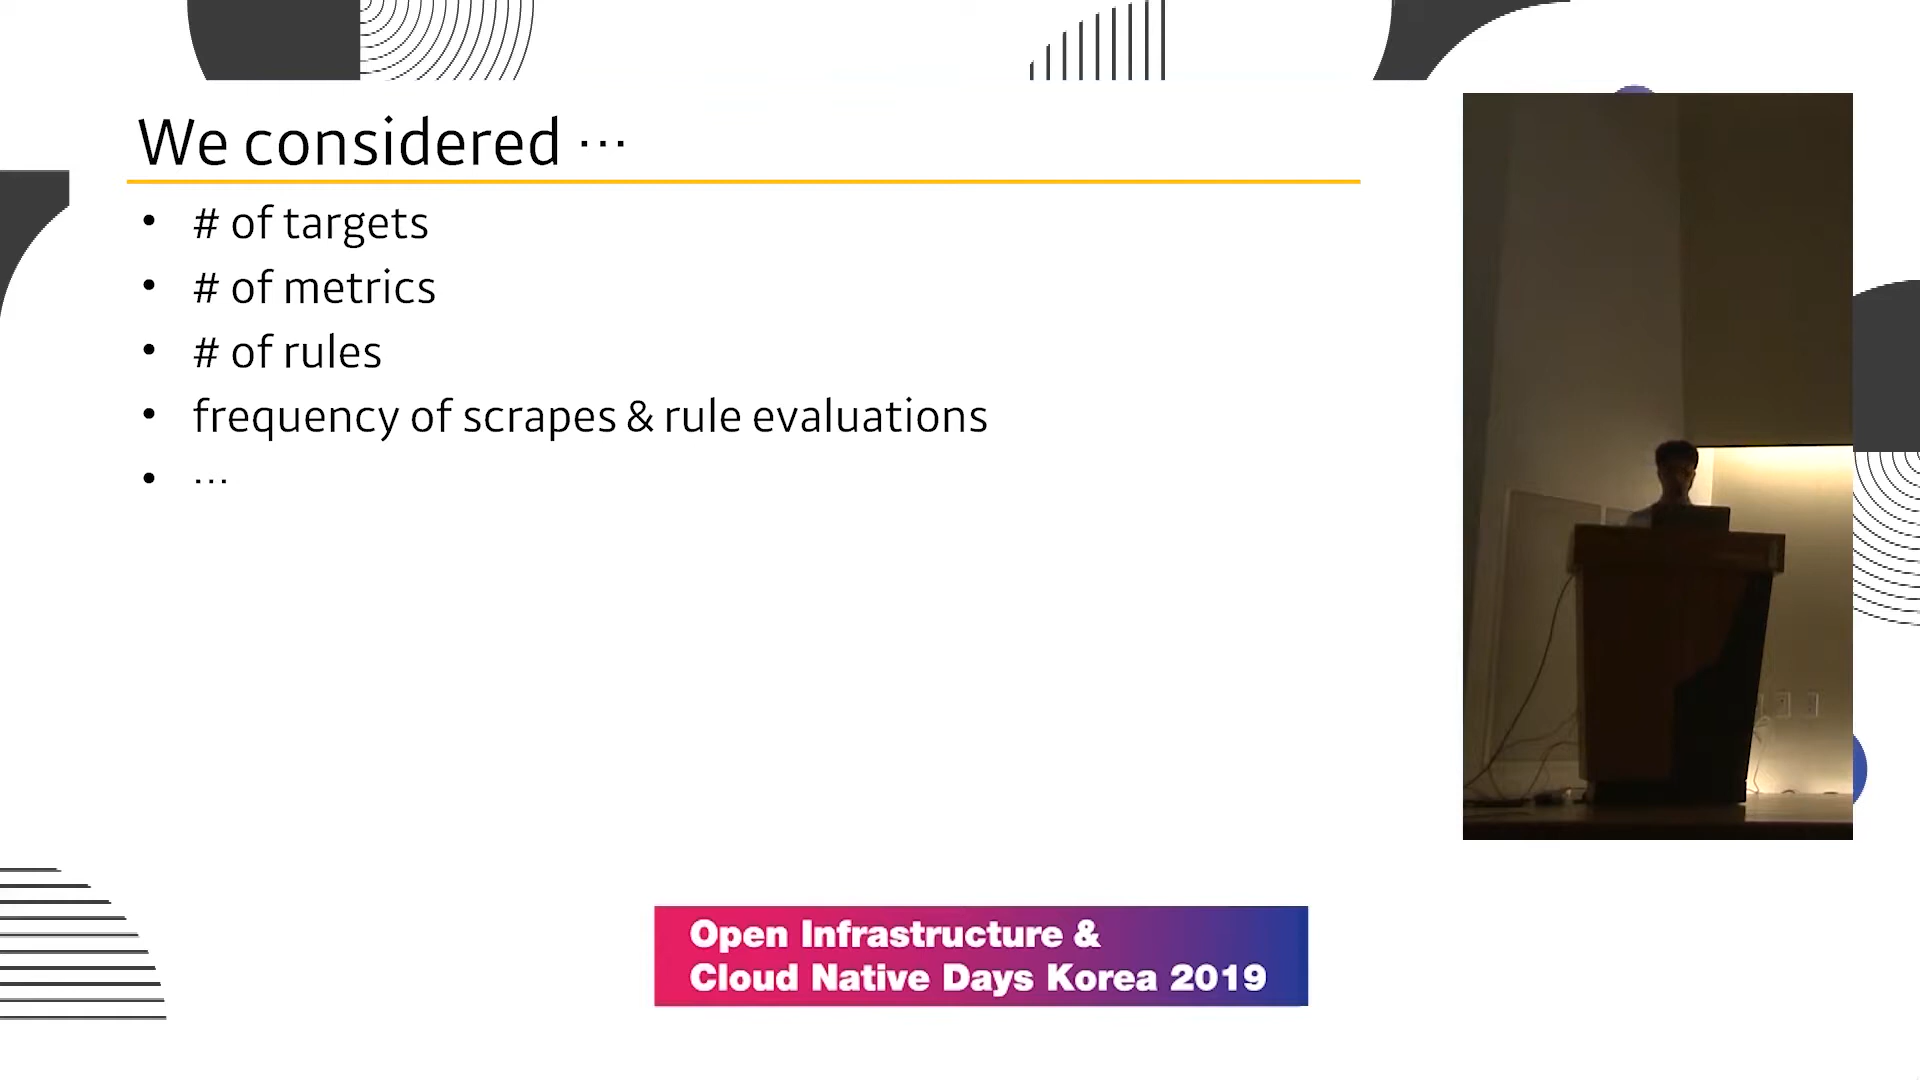 We considered ···
• # of targets
• # of metrics
• # of rules
• frequency of scrapes & rule evaluations
• ···
Open Infrastructure &
Cloud Native Days Korea 2019